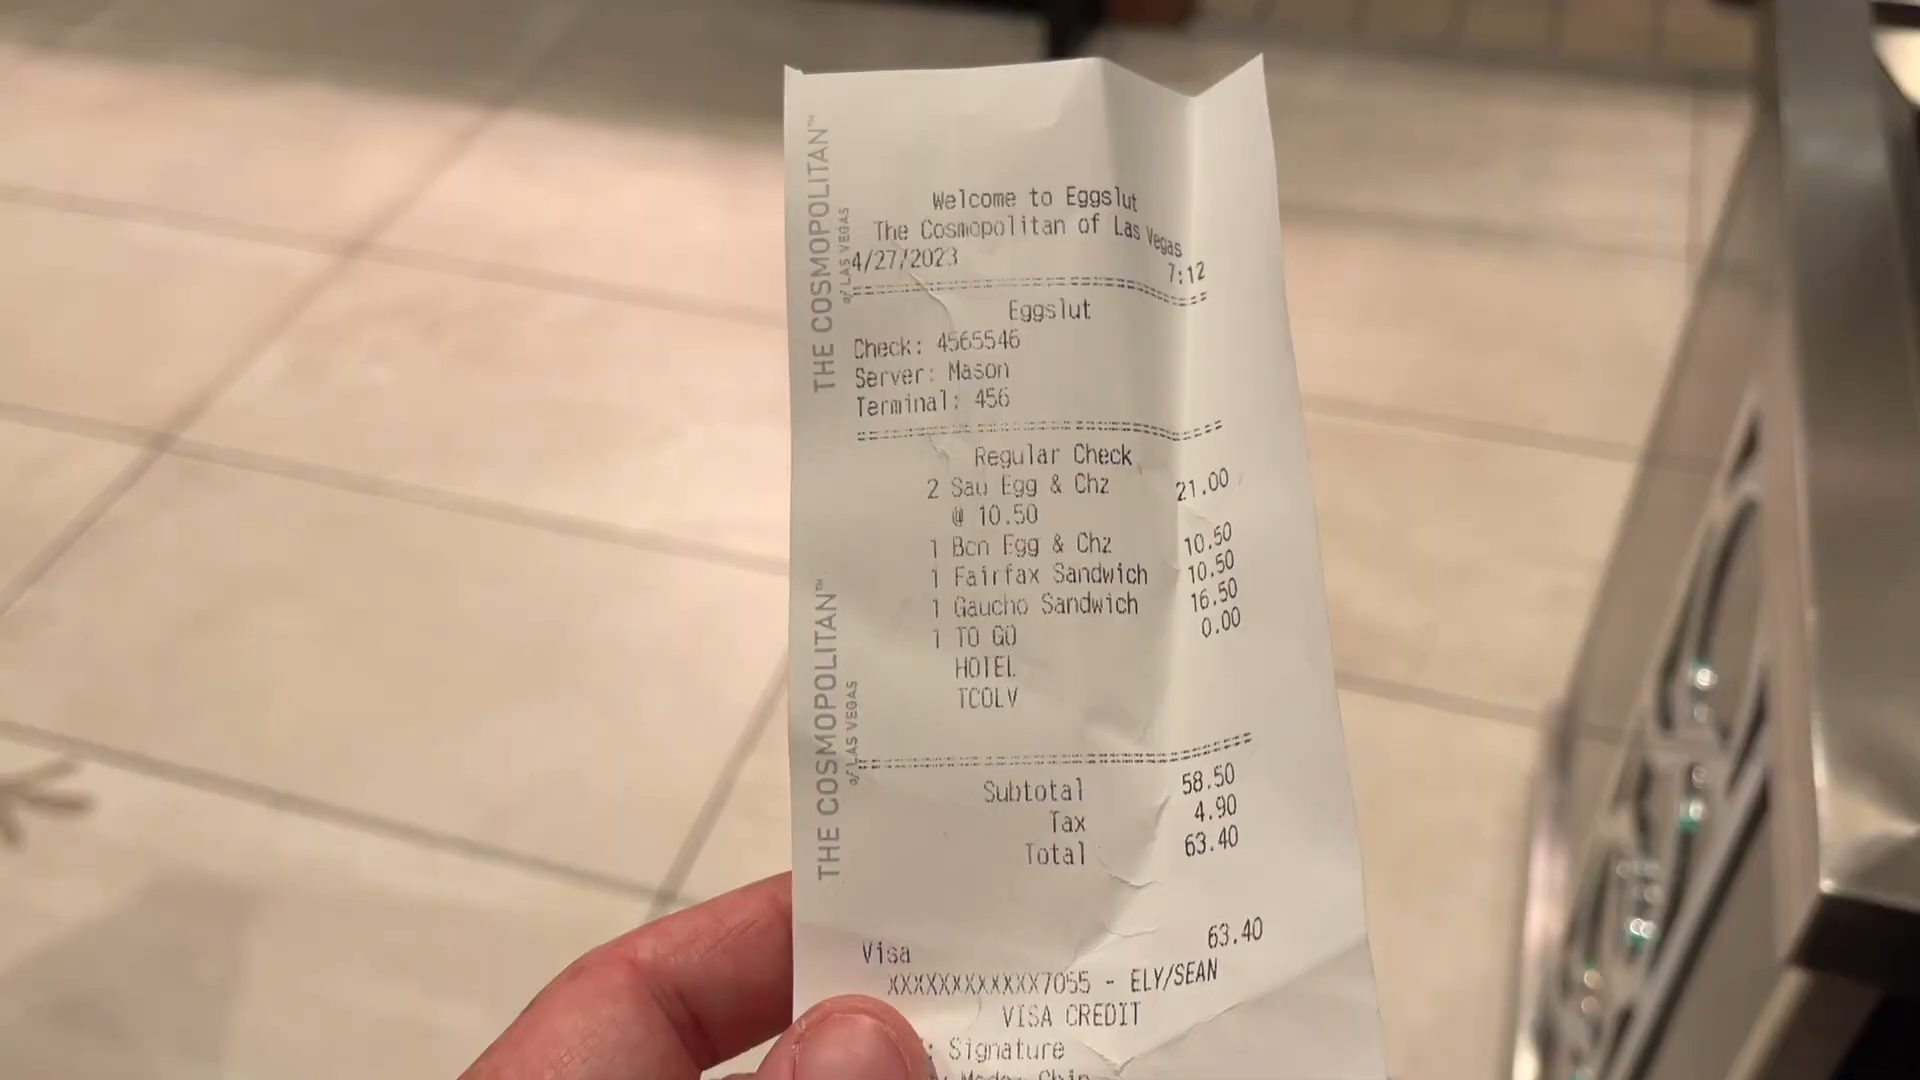 THE COSMOPOLITAN™
of LAS VEGAS
THE COSMOPOLITAN™
of LAS VEGAS
Welcome to Eggslut
The Cosmopolitan of Las Vegas
4/27/2023 7:12
Eggslut
Check: 4565546
Server: Mason
Terminal: 456
Regular Check
2 Sau Egg & Chz 21.00
@ 10.50
1 Bcn Egg & Chz 10.50
1 Fairfax Sandwich 10.50
1 Gaucho Sandwich 16.50
1 TO GO 0.00
HOTEL
TCOLV
Subtotal 58.50
Tax 4.90
Total 63.40
Visa 63.40
XXXXXXXXXXXX7055 - ELY/SEAN
VISA CREDIT
: Signature